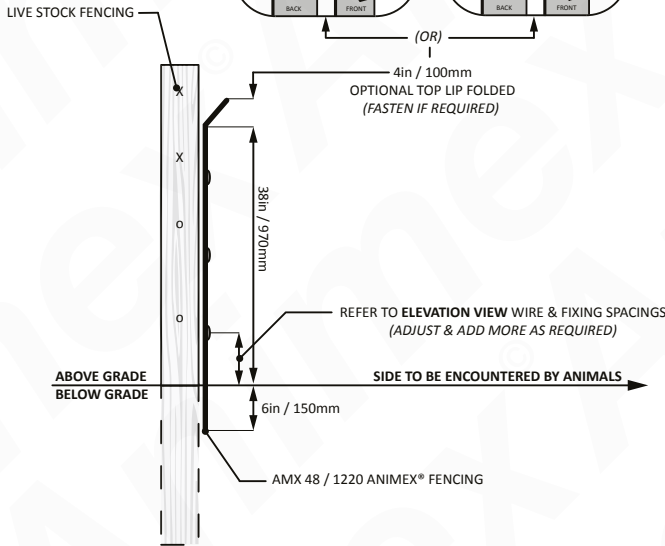 LIVE STOCK FENCING
BACK
FRONT
BACK
FRONT
(OR)
4in / 100mm
OPTIONAL TOP LIP FOLDED
(FASTEN IF REQUIRED)
X
X
O
O
38in / 970mm
REFER TO ELEVATION VIEW WIRE & FIXING SPACINGS
(ADJUST & ADD MORE AS REQUIRED)
ABOVE GRADE
SIDE TO BE ENCOUNTERED BY ANIMALS
BELOW GRADE
6in / 150mm
AMX 48 / 1220 ANIMEX® FENCING